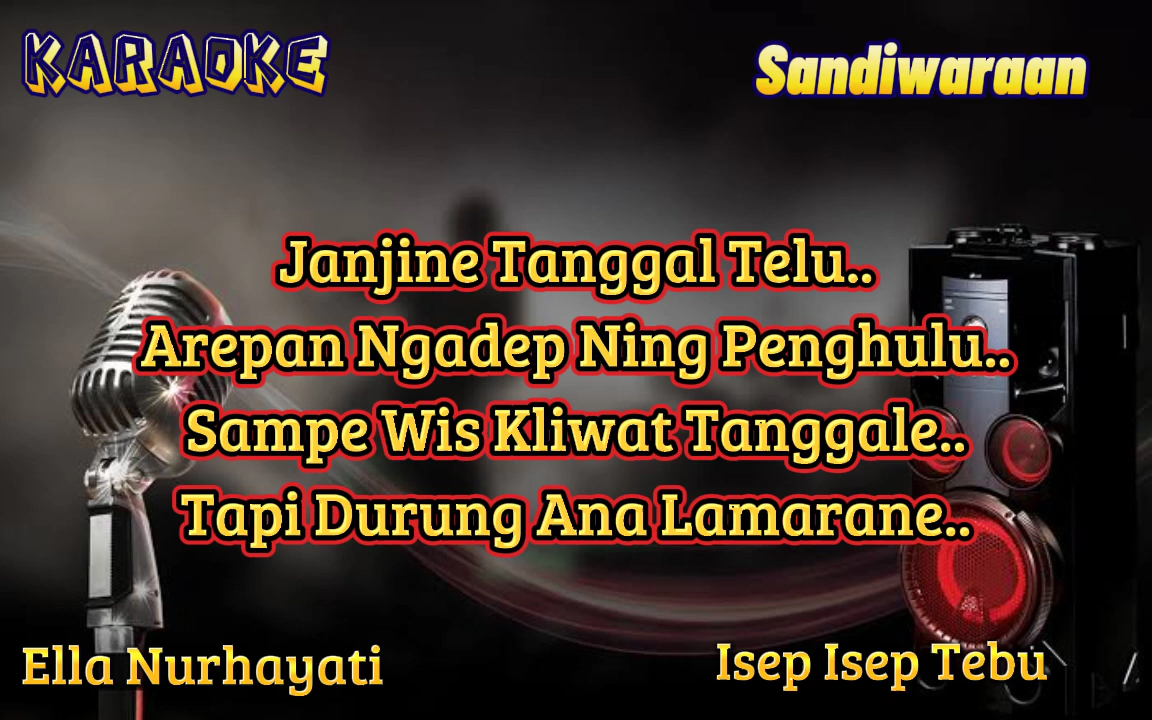 KARAOKE
Sandiwaraan
Janjine Tanggal Telu..
Arepan Ngadep Ning Penghulu..
Sampe Wis Kliwat Tanggale..
Tapi Durung Ana Lamarane..
Ella Nurhayati
Isep Isep Tebu